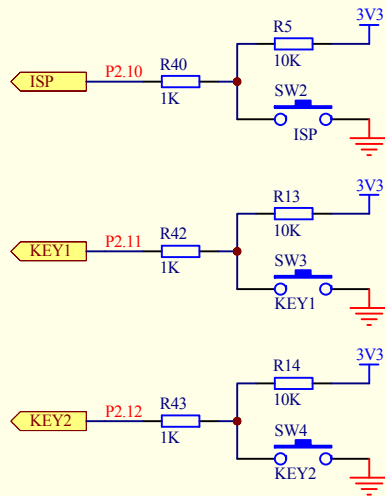 3V3
R5
P2.10
R40
ISP
10K
1K
SW2
ISP
3V3
R13
P2.11
R42
KEY1
10K
1K
SW3
KEY1
3V3
R14
P2.12
R43
KEY2
10K
1K
SW4
KEY2